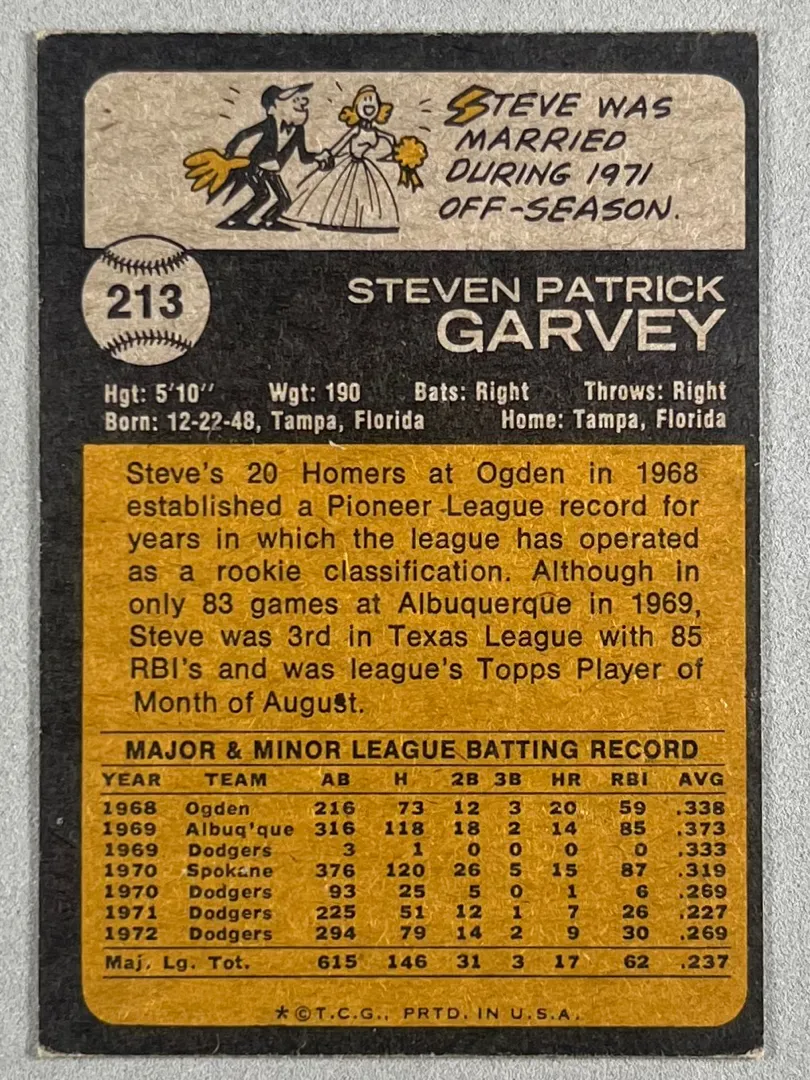 STEVE WAS
MARRIED
DURING 1971
OFF-SEASON.
213
STEVEN PATRICK
GARVEY
Hgt: 5'10" Wgt: 190 Bats: Right Throws: Right
Born: 12-22-48, Tampa, Florida Home: Tampa, Florida
Steve's 20 Homers at Ogden in 1968
established a Pioneer League record for
years in which the league has operated
as a rookie classification. Although in
only 83 games at Albuquerque in 1969,
Steve was 3rd in Texas League with 85
RBI's and was league's Topps Player of
Month of August.
MAJOR & MINOR LEAGUE BATTING RECORD
YEAR TEAM AB H 2B 3B HR RBI AVG
1968 Ogden 216 73 12 3 20 59 .338
1969 Albuq'que 316 118 18 2 14 85 .373
1969 Dodgers 3 1 0 0 0 0 .333
1970 Spokane 376 120 26 5 15 87 .319
1970 Dodgers 93 25 5 0 1 6 .269
1971 Dodgers 225 51 12 1 7 26 .227
1972 Dodgers 294 79 14 2 9 30 .269
Maj. Lg. Tot. 615 146 31 3 17 62 .237
*©T.C.G., PRTD. IN U.S.A.